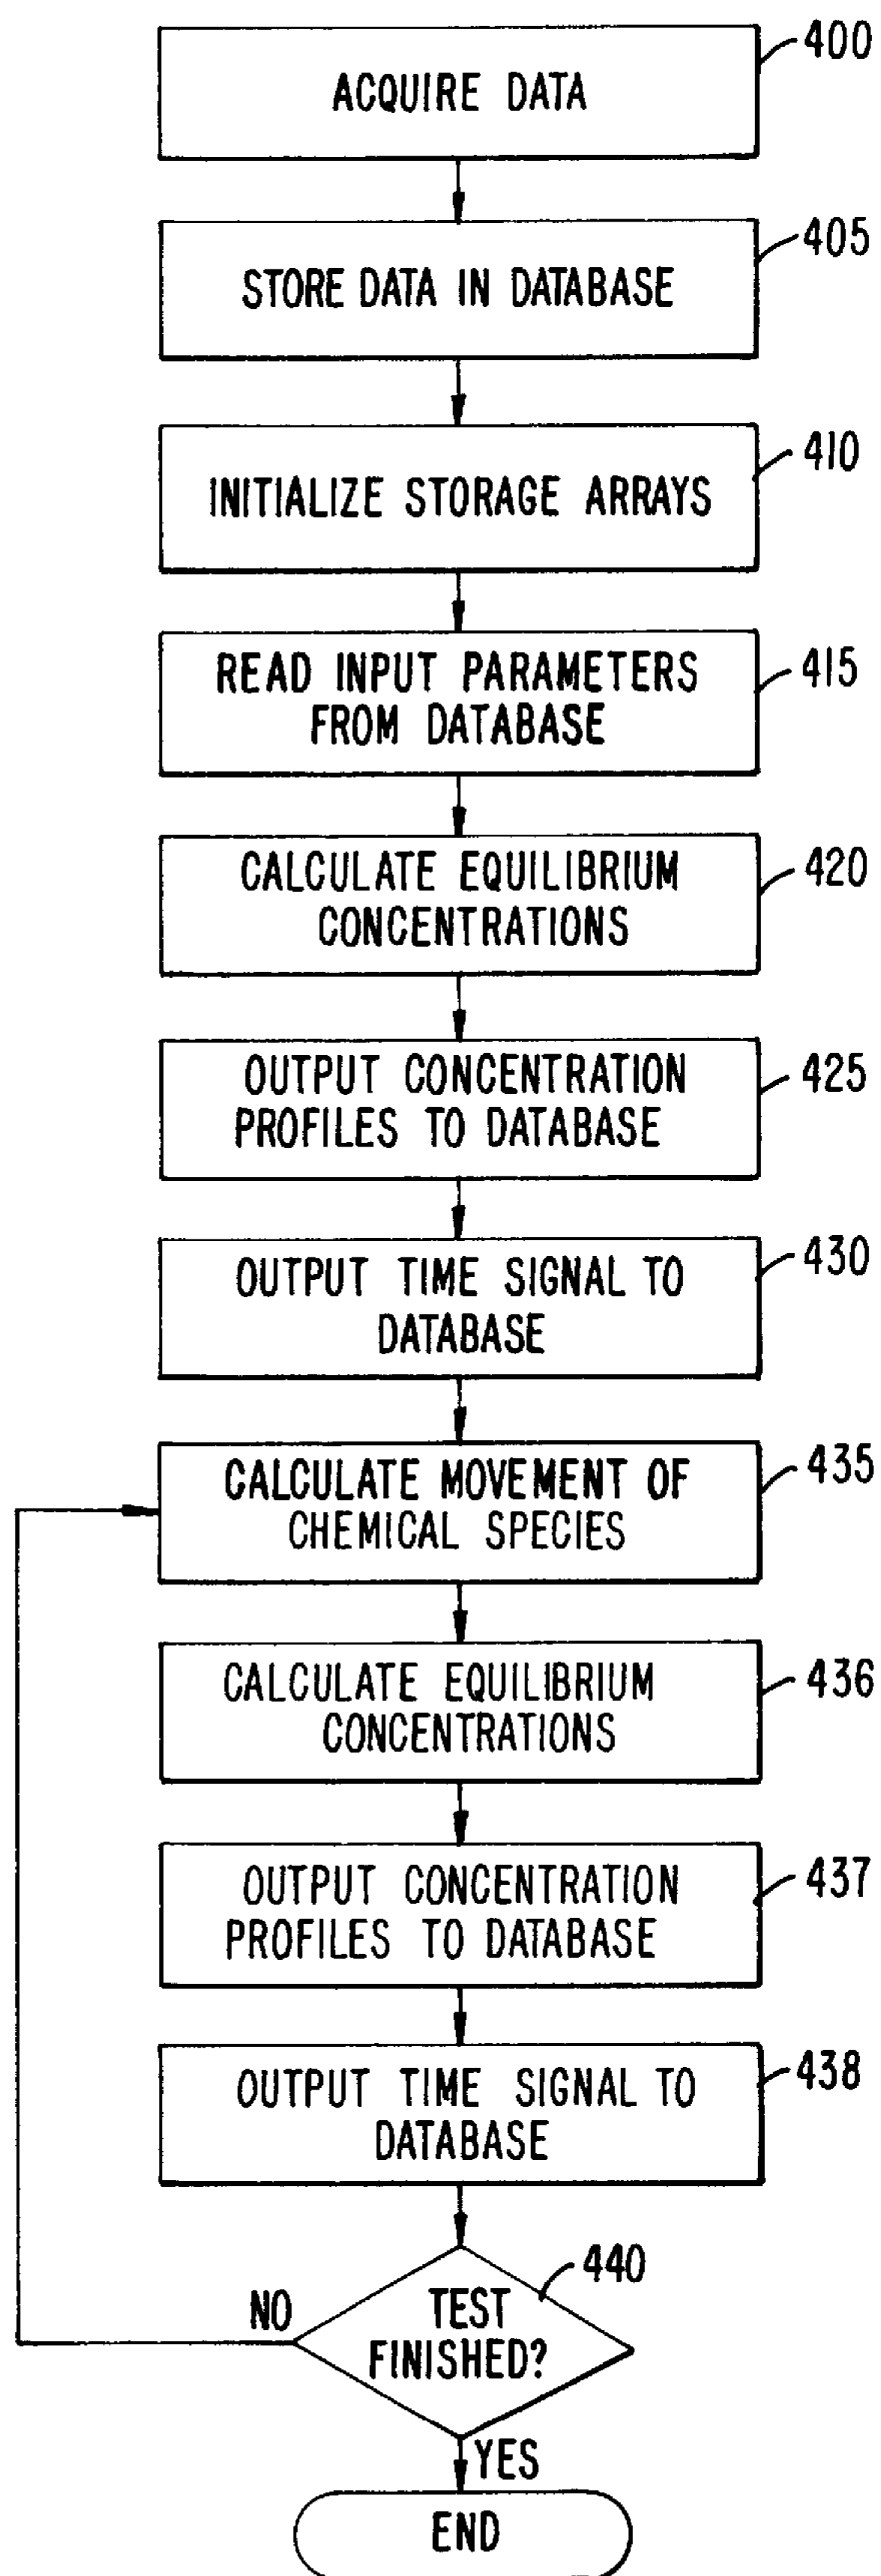 400
ACQUIRE DATA
405
STORE DATA IN DATABASE
410
INITIALIZE STORAGE ARRAYS
415
READ INPUT PARAMETERS
FROM DATABASE
420
CALCULATE EQUILIBRIUM
CONCENTRATIONS
425
OUTPUT CONCENTRATION
PROFILES TO DATABASE
430
OUTPUT TIME SIGNAL TO
DATABASE
435
CALCULATE MOVEMENT OF
CHEMICAL SPECIES
436
CALCULATE EQUILIBRIUM
CONCENTRATIONS
437
OUTPUT CONCENTRATION
PROFILES TO DATABASE
438
OUTPUT TIME SIGNAL TO
DATABASE
440
NO
TEST
FINISHED?
YES
END